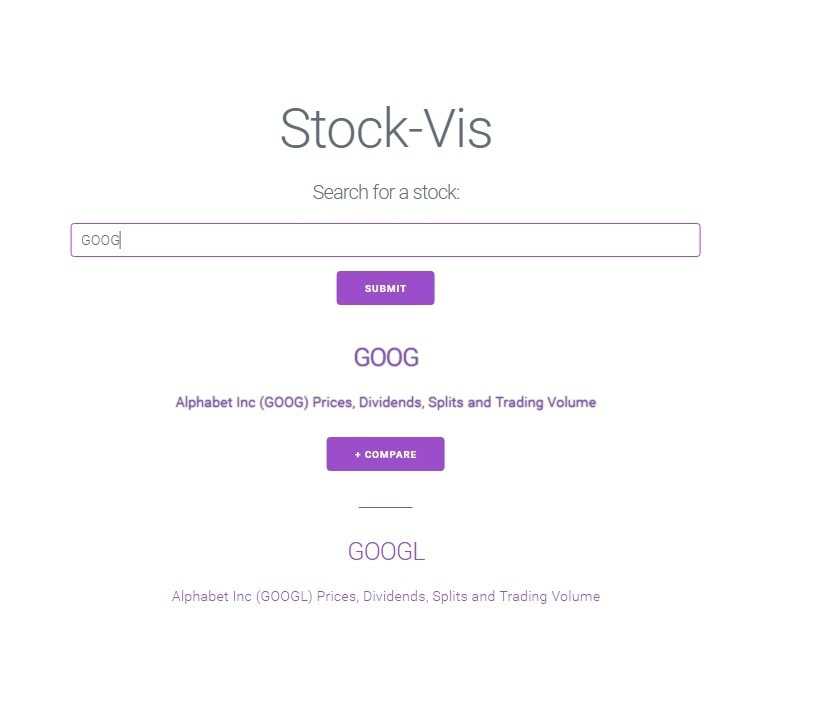 Stock-Vis
Search for a stock:
GOOG
SUBMIT
GOOG
Alphabet Inc (GOOG) Prices, Dividends, Splits and Trading Volume
+ COMPARE
GOOGL
Alphabet Inc (GOOGL) Prices, Dividends, Splits and Trading Volume